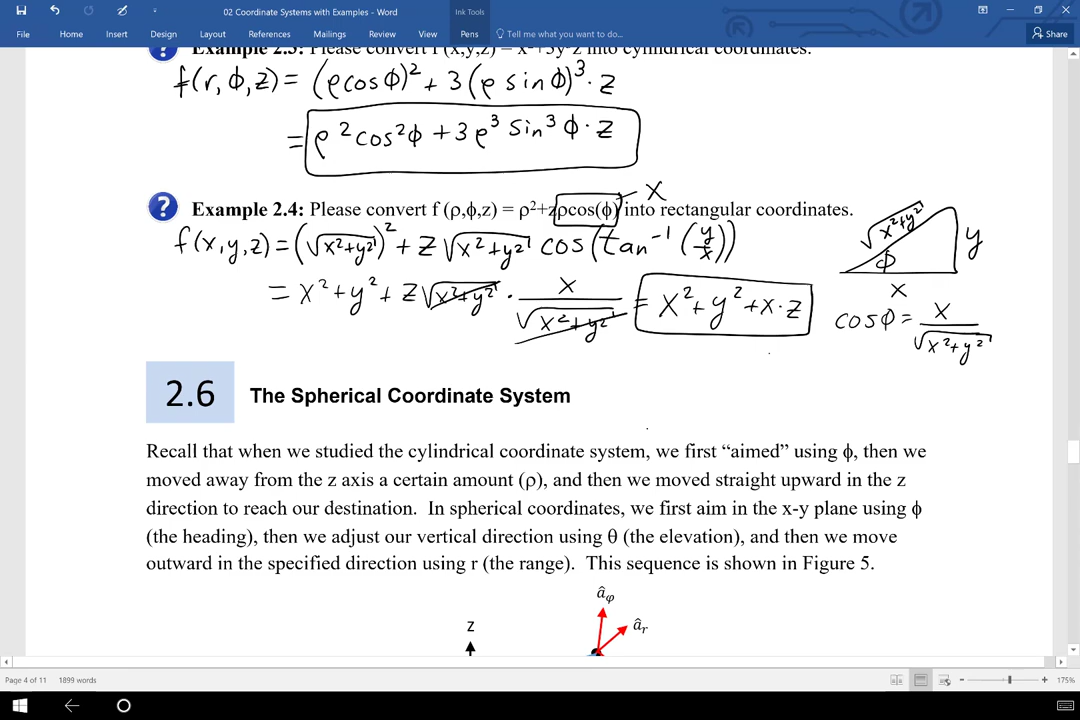 02 Coordinate Systems with Examples - Word
Ink Tools
File Home Insert Design Layout References Mailings Review View Pens Tell me what you want to do... Share
Example 2.3: Please convert f (x,y,z) = x²+3y³z into cylindrical coordinates.
f(r, ϕ, z) = (ρcosϕ)² + 3(ρ sinϕ)³ · z
= ρ² cos²ϕ + 3ρ³ sin³ ϕ · z
x
Example 2.4: Please convert f (ρ,ϕ,z) = ρ²+zρcos(ϕ) into rectangular coordinates.
f(x,y,z) = (√x²+y²)² + z √x²+y² cos(tan⁻¹(y/x))
= x²+y²+z√x²+y² · x/√x²+y² = x²+y²+x·z
√x²+y²
y
ϕ
x
cosϕ = x/√x²+y²
2.6 The Spherical Coordinate System
Recall that when we studied the cylindrical coordinate system, we first “aimed” using ϕ, then we
moved away from the z axis a certain amount (ρ), and then we moved straight upward in the z
direction to reach our destination. In spherical coordinates, we first aim in the x-y plane using ϕ
(the heading), then we adjust our vertical direction using θ (the elevation), and then we move
outward in the specified direction using r (the range). This sequence is shown in Figure 5.
âφ
z
âr
Page 4 of 11 1899 words
175%